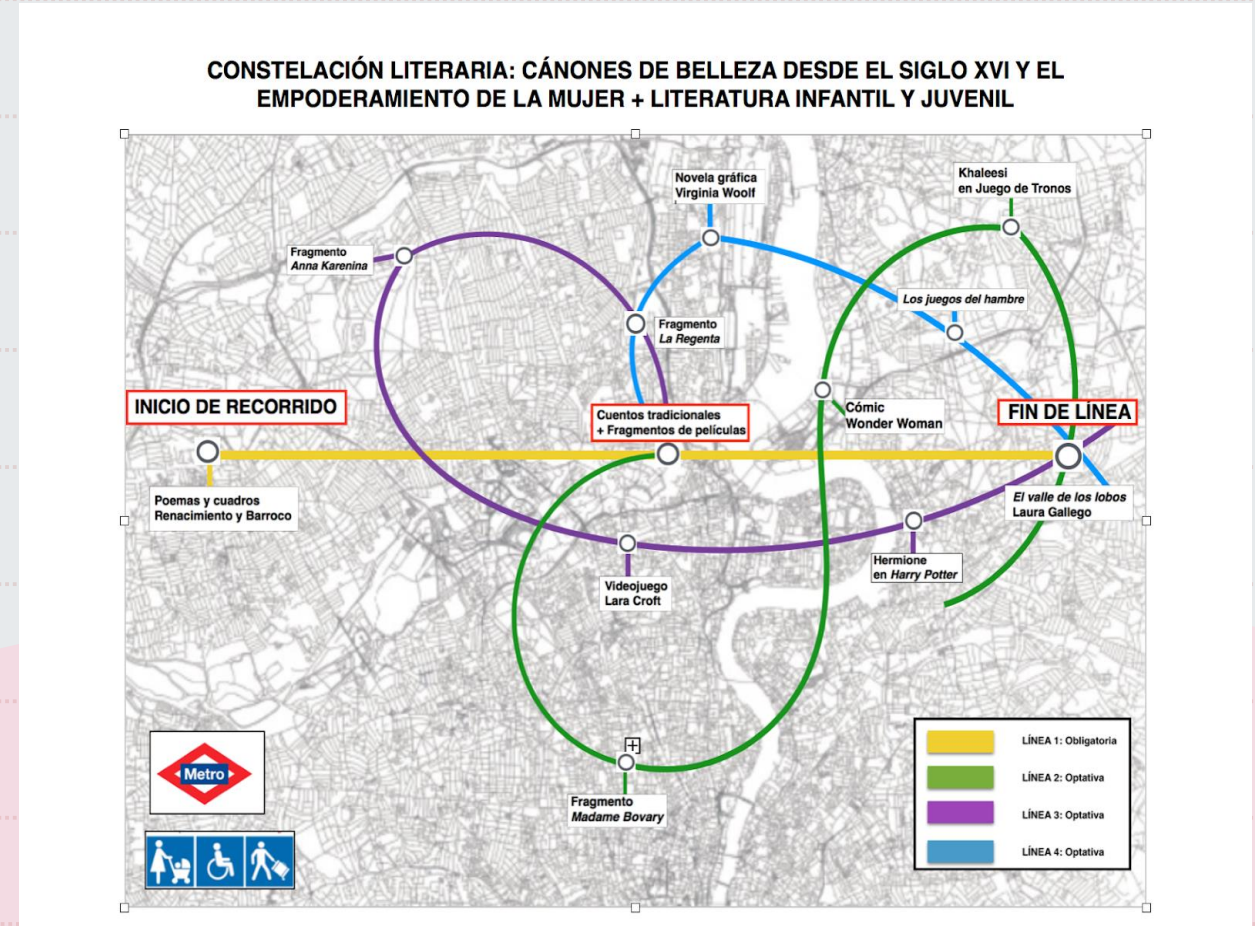 CONSTELACIÓN LITERARIA: CÁNONES DE BELLEZA DESDE EL SIGLO XVI Y EL
EMPODERAMIENTO DE LA MUJER + LITERATURA INFANTIL Y JUVENIL
Novela gráfica
Virginia Woolf
Khaleesi
en Juego de Tronos
Fragmento
Anna Karenina
Los juegos del hambre
Fragmento
La Regenta
INICIO DE RECORRIDO
Cuentos tradicionales
+ Fragmentos de películas
Cómic
Wonder Woman
FIN DE LÍNEA
Poemas y cuadros
Renacimiento y Barroco
El valle de los lobos
Laura Gallego
Hermione
en Harry Potter
Videojuego
Lara Croft
Fragmento
Madame Bovary
Metro
LÍNEA 1: Obligatoria
LÍNEA 2: Optativa
LÍNEA 3: Optativa
LÍNEA 4: Optativa